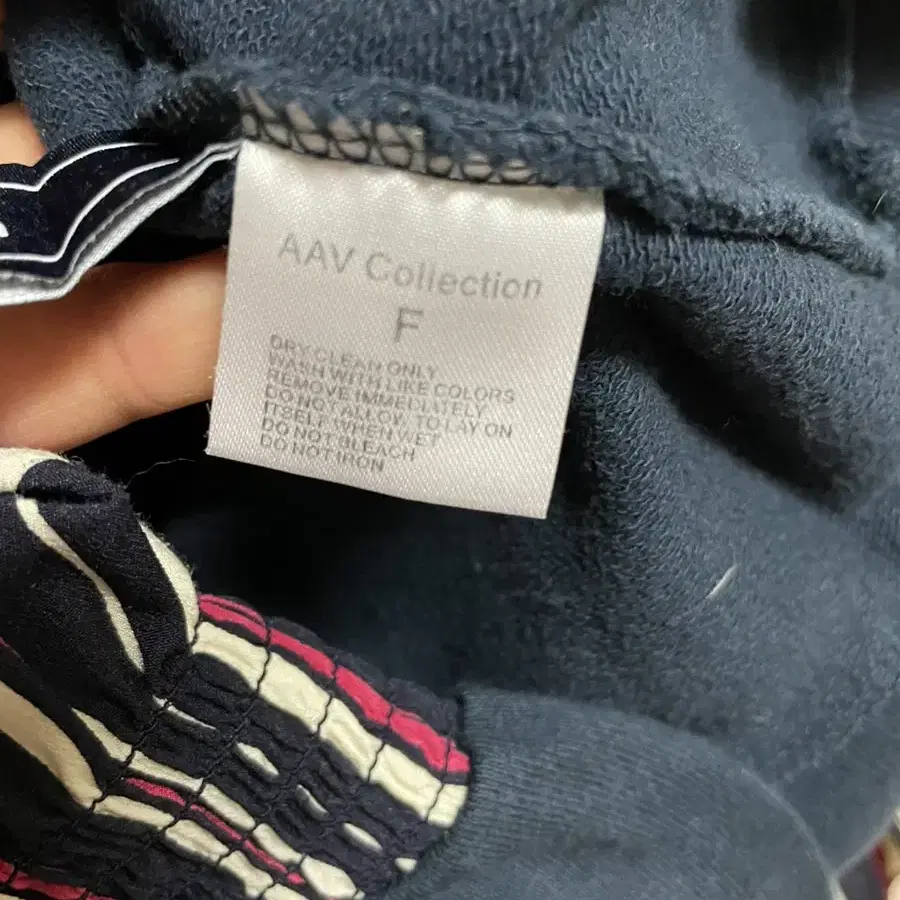 AAV Collection
F
DRY CLEAN ONLY
WASH WITH LIKE COLORS
REMOVE IMMEDIATELY
DO NOT ALLOW, TO LAY ON
ITSELF WHEN WET
DO NOT BLEACH
DO NOT IRON